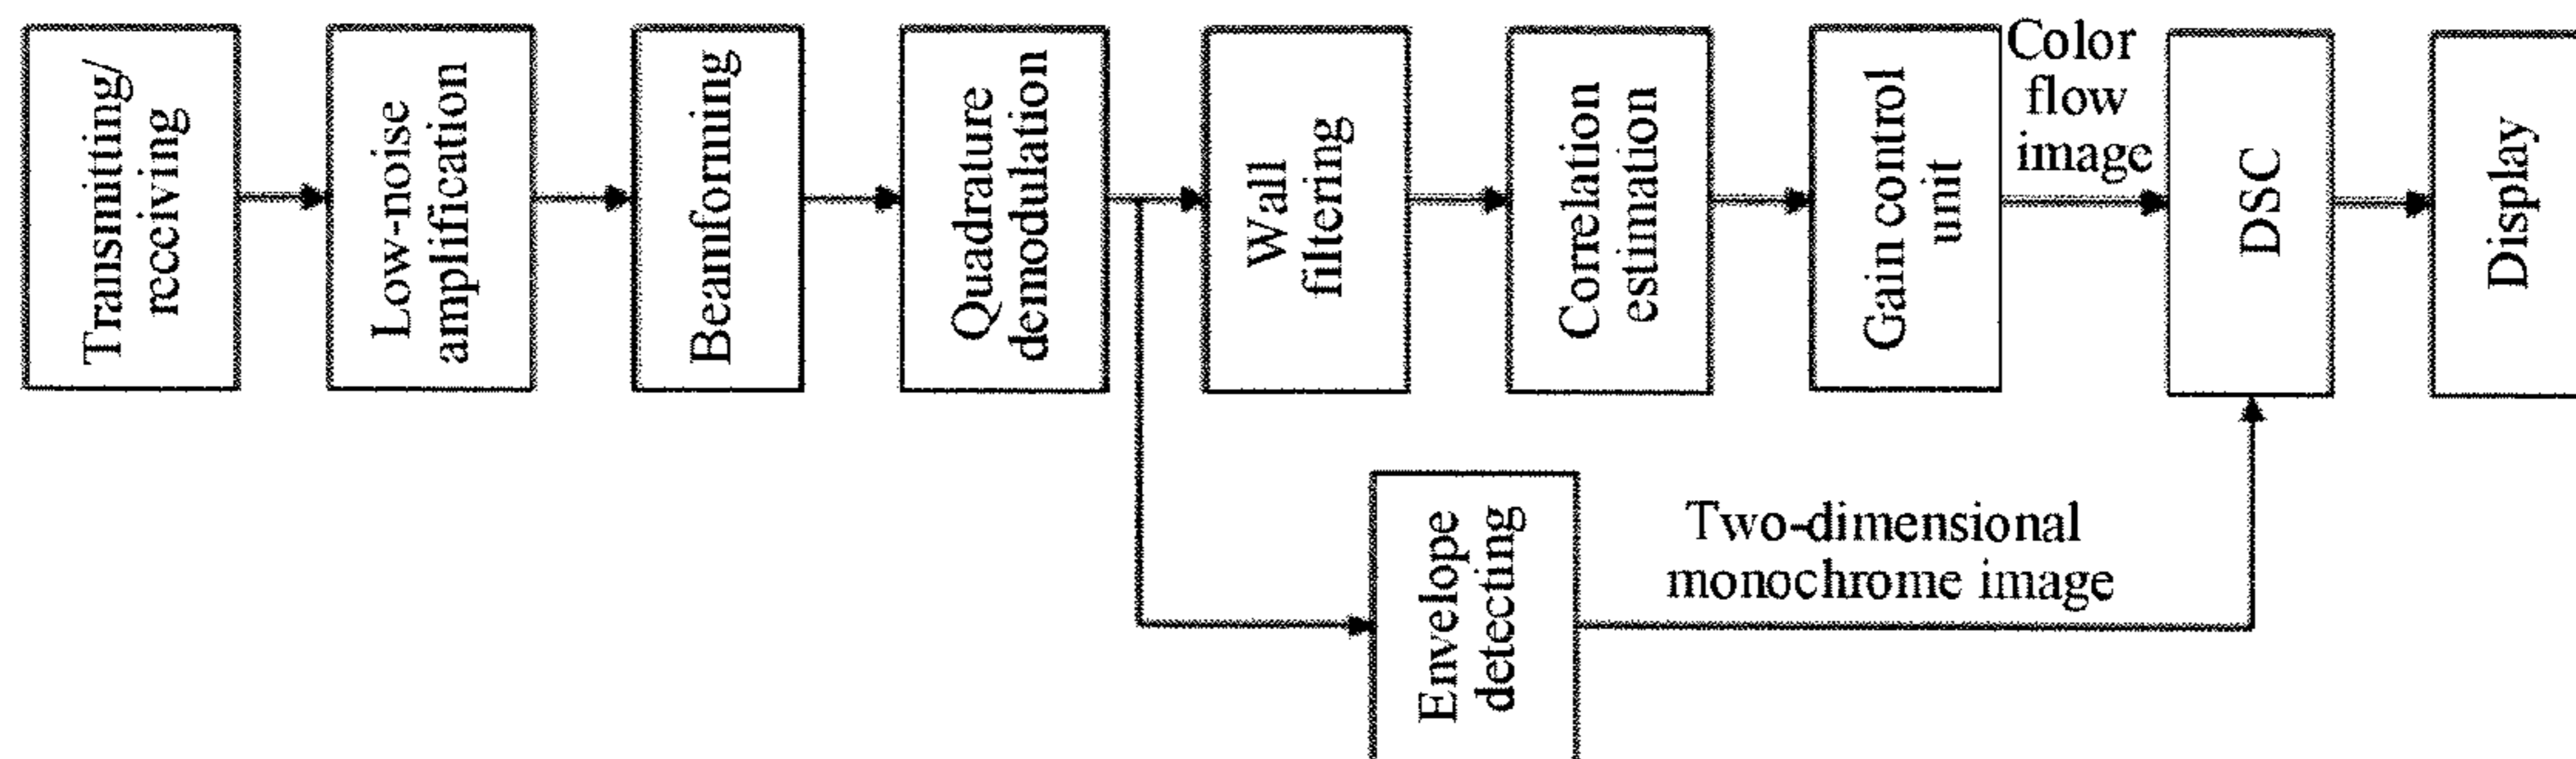 Transmitting/
receiving
Low-noise
amplification
Beamforming
Quadrature
demodulation
Wall
filtering
Correlation
estimation
Gain control
unit
Color
flow
image
DSC
Display
Envelope
detecting
Two-dimensional
monochrome image